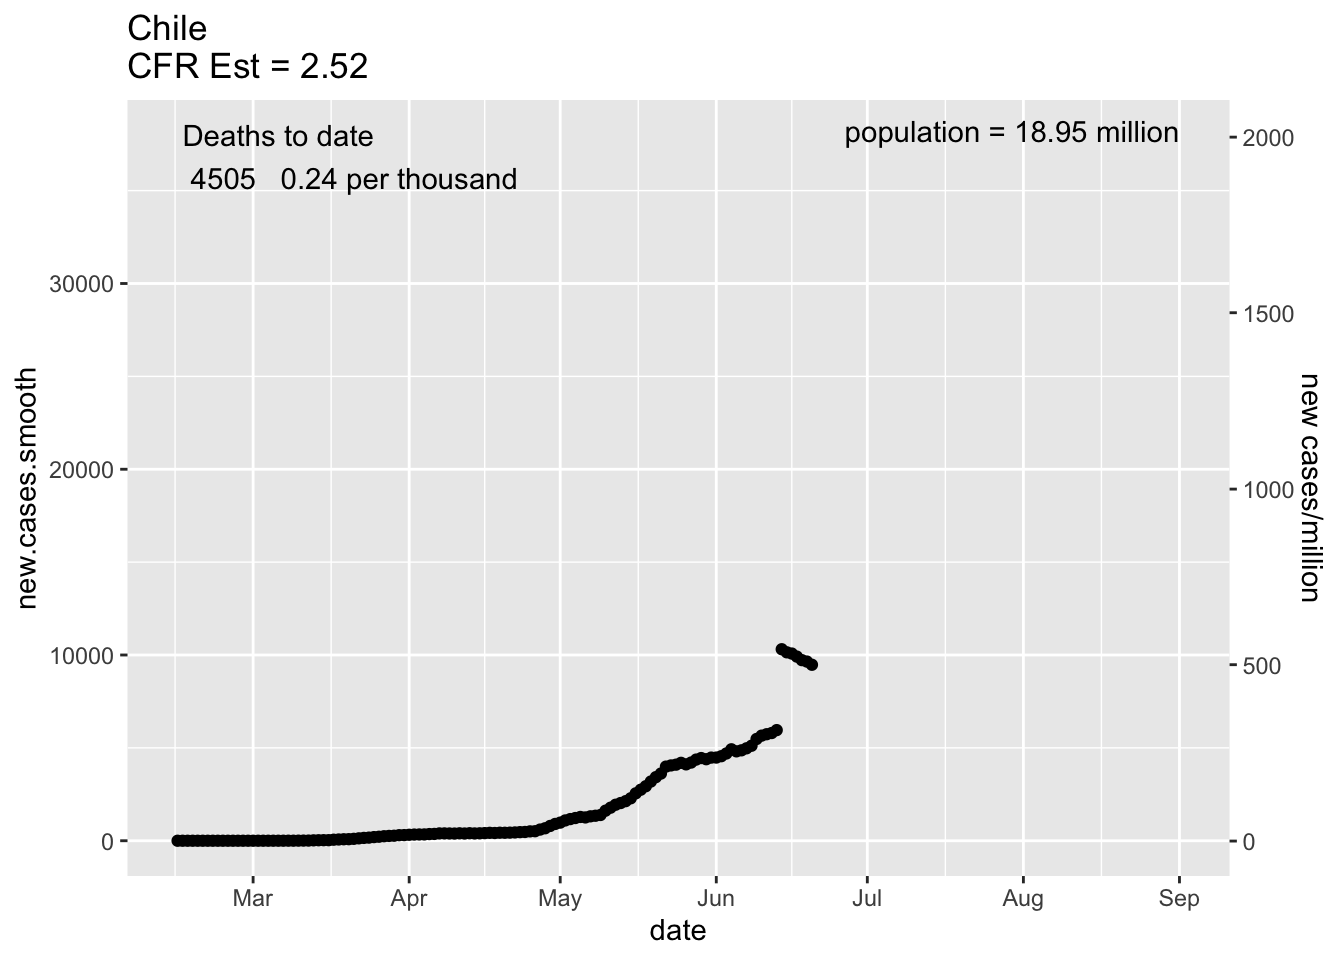 Chile
CFR Est = 2.52
Deaths to date
4505 0.24 per thousand
population = 18.95 million
30000
20000
10000
0
new.cases.smooth
2000
1500
1000
500
0
new cases/million
Mar
Apr
May
Jun
Jul
Aug
Sep
date